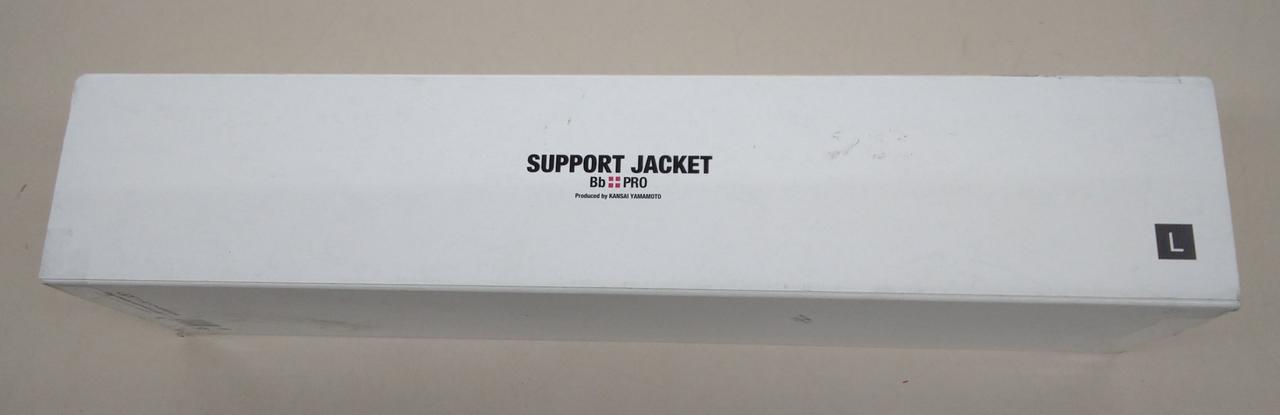 SUPPORT JACKET
Bb PRO
Produced by KANSAI YAMAMOTO
L